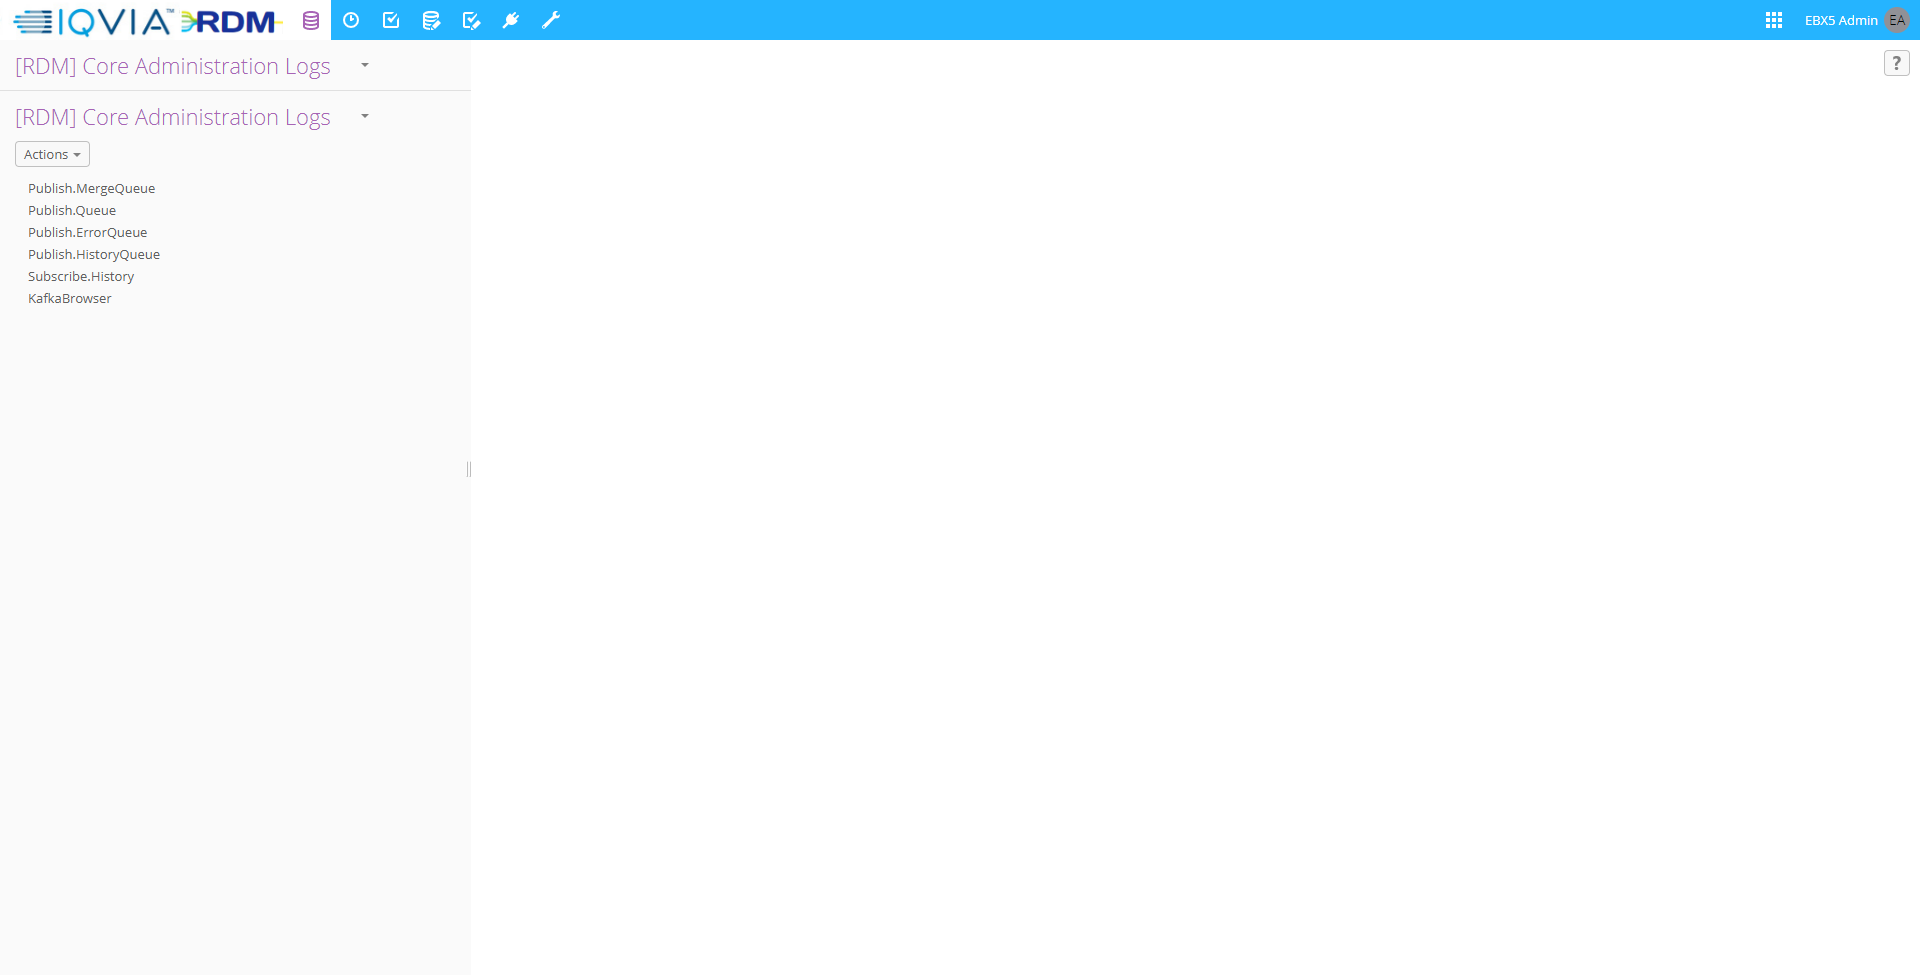 IQVIA™ RDM
EBX5 Admin EA
[RDM] Core Administration Logs
?
[RDM] Core Administration Logs
Actions
Publish.MergeQueue
Publish.Queue
Publish.ErrorQueue
Publish.HistoryQueue
Subscribe.History
KafkaBrowser